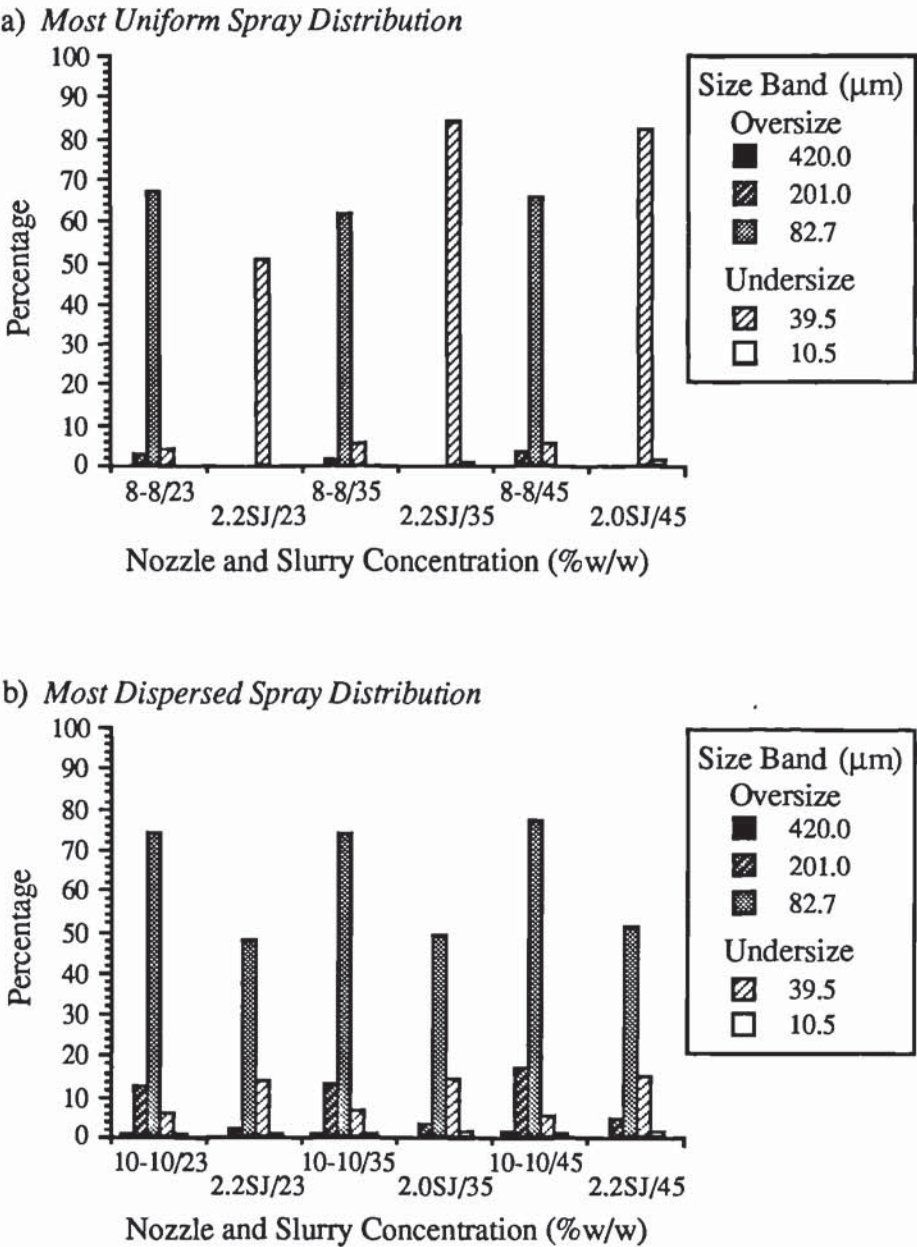 a) Most Uniform Spray Distribution
100
90
80
70
60
50
40
30
20
10
0
Percentage
8-8/23
2.2SJ/23
8-8/35
2.2SJ/35
8-8/45
2.0SJ/45
Nozzle and Slurry Concentration (%w/w)
Size Band (μm)
Oversize
420.0
201.0
82.7
Undersize
39.5
10.5
b) Most Dispersed Spray Distribution
100
90
80
70
60
50
40
30
20
10
0
Percentage
10-10/23
2.2SJ/23
10-10/35
2.0SJ/35
10-10/45
2.2SJ/45
Nozzle and Slurry Concentration (%w/w)
Size Band (μm)
Oversize
420.0
201.0
82.7
Undersize
39.5
10.5